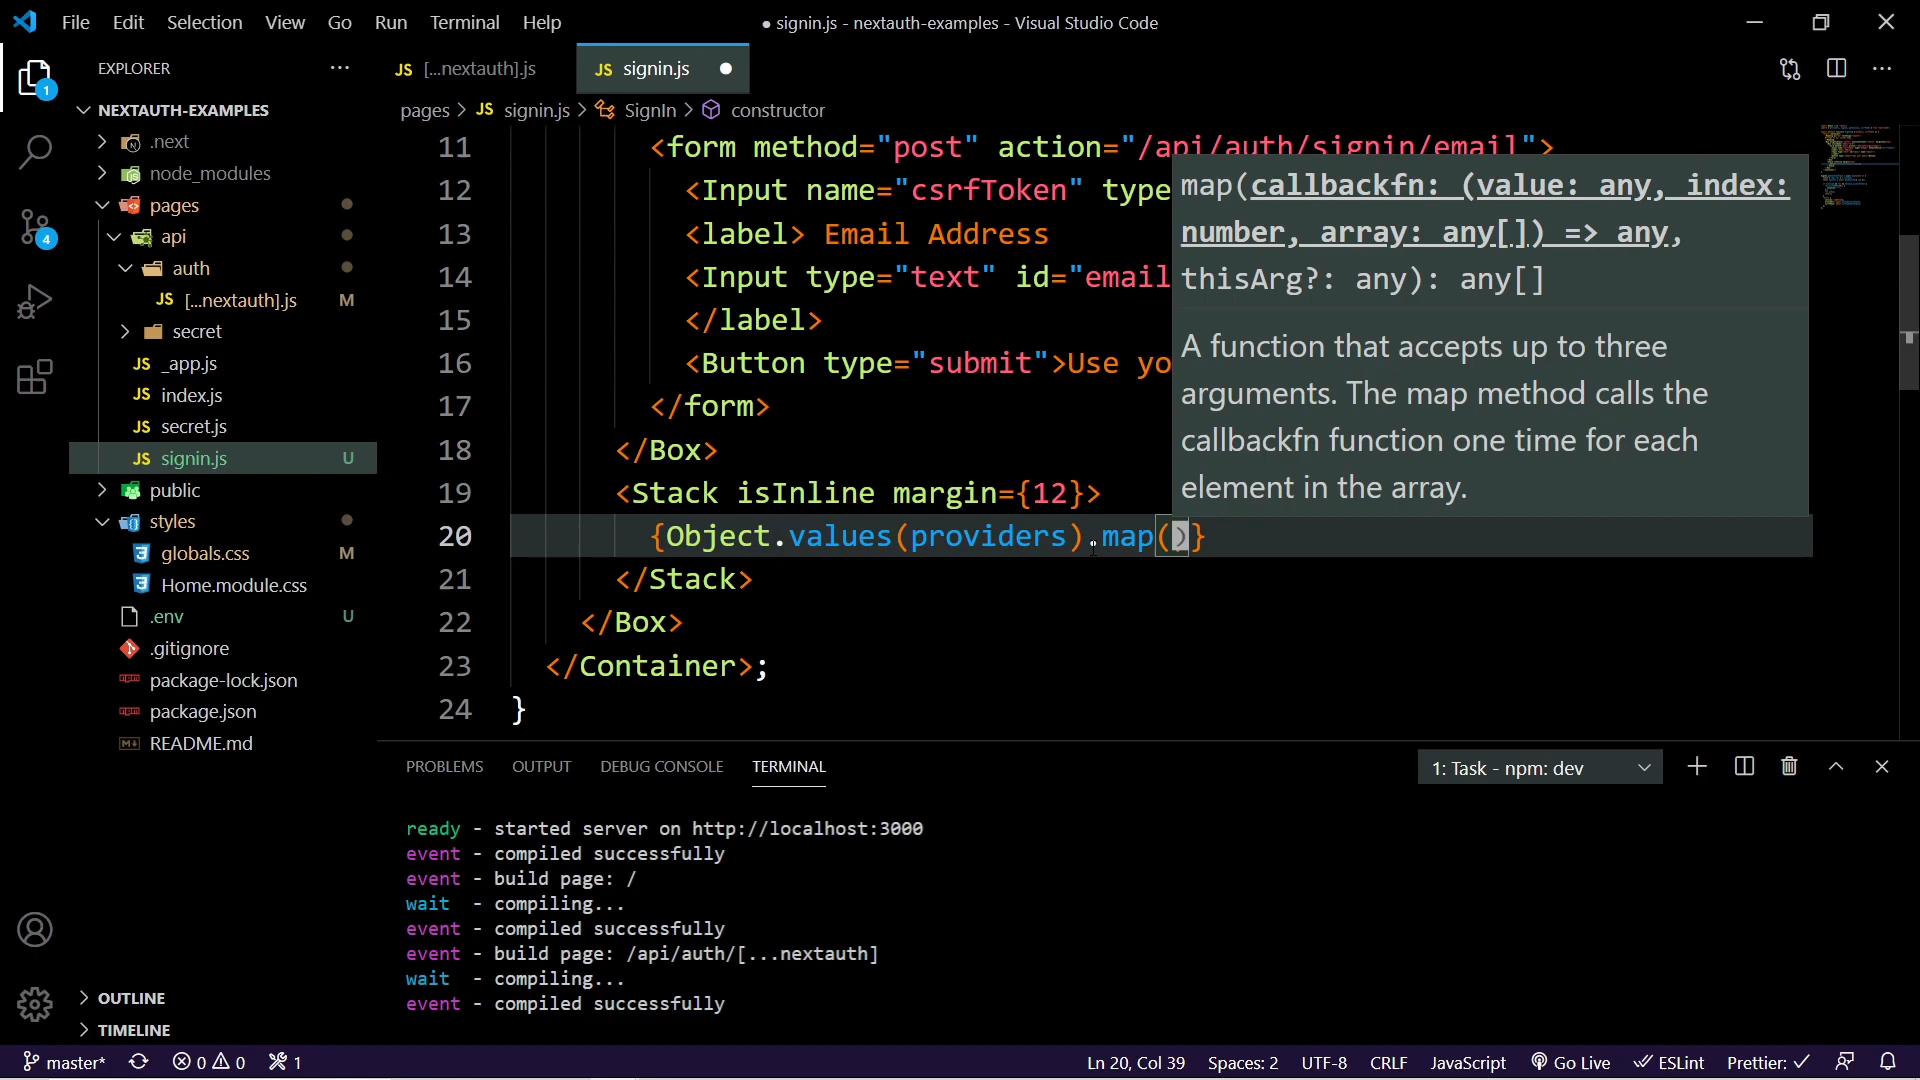 File Edit Selection View Go Run Terminal Help
● signin.js - nextauth-examples - Visual Studio Code
EXPLORER
JS [...nextauth].js
JS signin.js
NEXTAUTH-EXAMPLES
pages > JS signin.js > SignIn > constructor
.next
node_modules
pages
api
auth
JS [...nextauth].js M
secret
JS _app.js
JS index.js
JS secret.js
JS signin.js U
public
styles
globals.css M
Home.module.css
.env U
.gitignore
package-lock.json
package.json
README.md
OUTLINE
TIMELINE
1
4
11 <form method="post" action="/api/auth/signin/email">
12 <Input name="csrfToken" type
13 <label> Email Address
14 <Input type="text" id="email
15 </label>
16 <Button type="submit">Use yo
17 </form>
18 </Box>
19 <Stack isInline margin={12}>
20 {Object.values(providers).map()}
21 </Stack>
22 </Box>
23 </Container>;
24 }
map(callbackfn: (value: any, index:
number, array: any[]) => any,
thisArg?: any): any[]
A function that accepts up to three
arguments. The map method calls the
callbackfn function one time for each
element in the array.
PROBLEMS OUTPUT DEBUG CONSOLE TERMINAL
1: Task - npm: dev
ready - started server on http://localhost:3000
event - compiled successfully
event - build page: /
wait - compiling...
event - compiled successfully
event - build page: /api/auth/[...nextauth]
wait - compiling...
event - compiled successfully
master* 0 0 1
Ln 20, Col 39 Spaces: 2 UTF-8 CRLF JavaScript Go Live ESLint Prettier: ✓